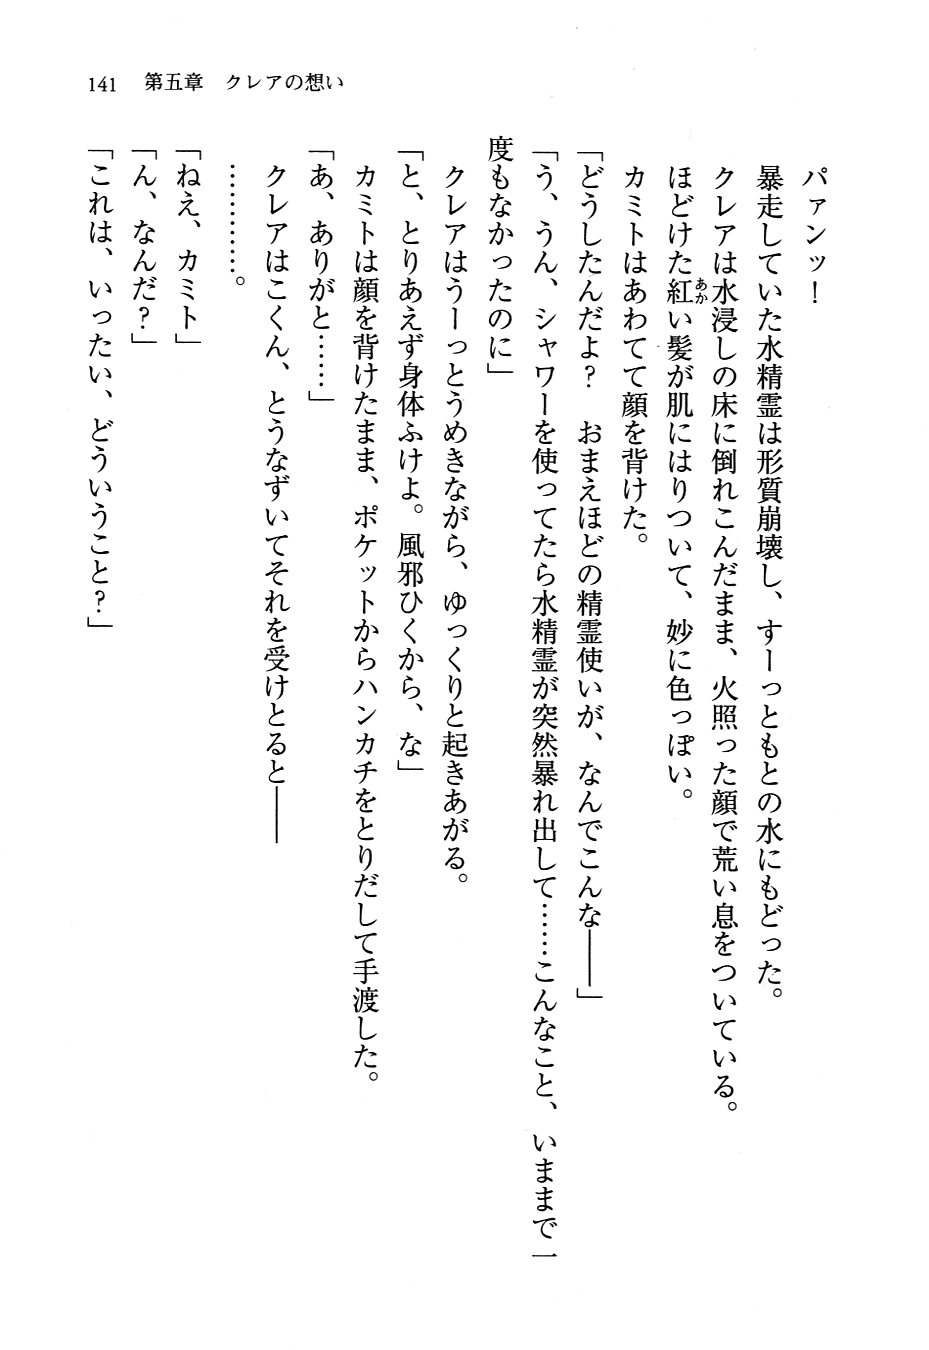 141　第五章　クレアの想い
パァンッ！
暴走していた水精霊は形質崩壊し、すーっともとの水にもどった。
クレアは水浸しの床に倒れこんだまま、火照った顔で荒い息をついている。
ほどけた紅い髪が肌にはりついて、妙に色っぽい。
あか
カミトはあわてて顔を背けた。
「どうしたんだよ？　おまえほどの精霊使いが、なんでこんな――」
「う、うん、シャワーを使ってたら水精霊が突然暴れ出して……こんなこと、いままで一
度もなかったのに」
クレアはうーっとうめきながら、ゆっくりと起きあがる。
「と、とりあえず身体ふけよ。風邪ひくから、な」
カミトは顔を背けたまま、ポケットからハンカチをとりだして手渡した。
「あ、ありがと……」
クレアはこくん、とうなずいてそれを受けとると――
…………。
「ねえ、カミト」
「ん、なんだ？」
「これは、いったい、どういうこと？」